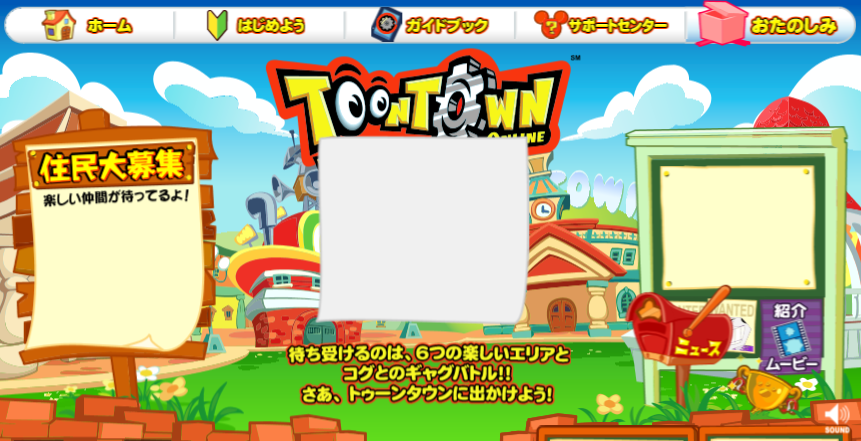 ホーム
はじめよう
ガイドブック
サポートセンター
おたのしみ
TOONTOWN
ONLINE
SM
住民大募集
楽しい仲間が待ってるよ!
TOWN
WANTED
紹介
ムービー
ニュース
待ち受けるのは、6つの楽しいエリアと
コグとのギャグバトル!!
さあ、トゥーンタウンに出かけよう!
SOUND